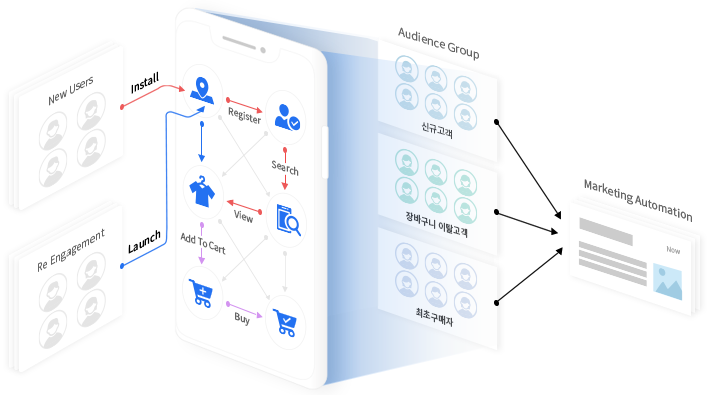 Audience Group
New Users
Install
Register
신규고객
Search
Marketing Automation
View
장바구니 이탈고객
Re Engagement
Launch
Add To Cart
Now
Buy
최초구매자